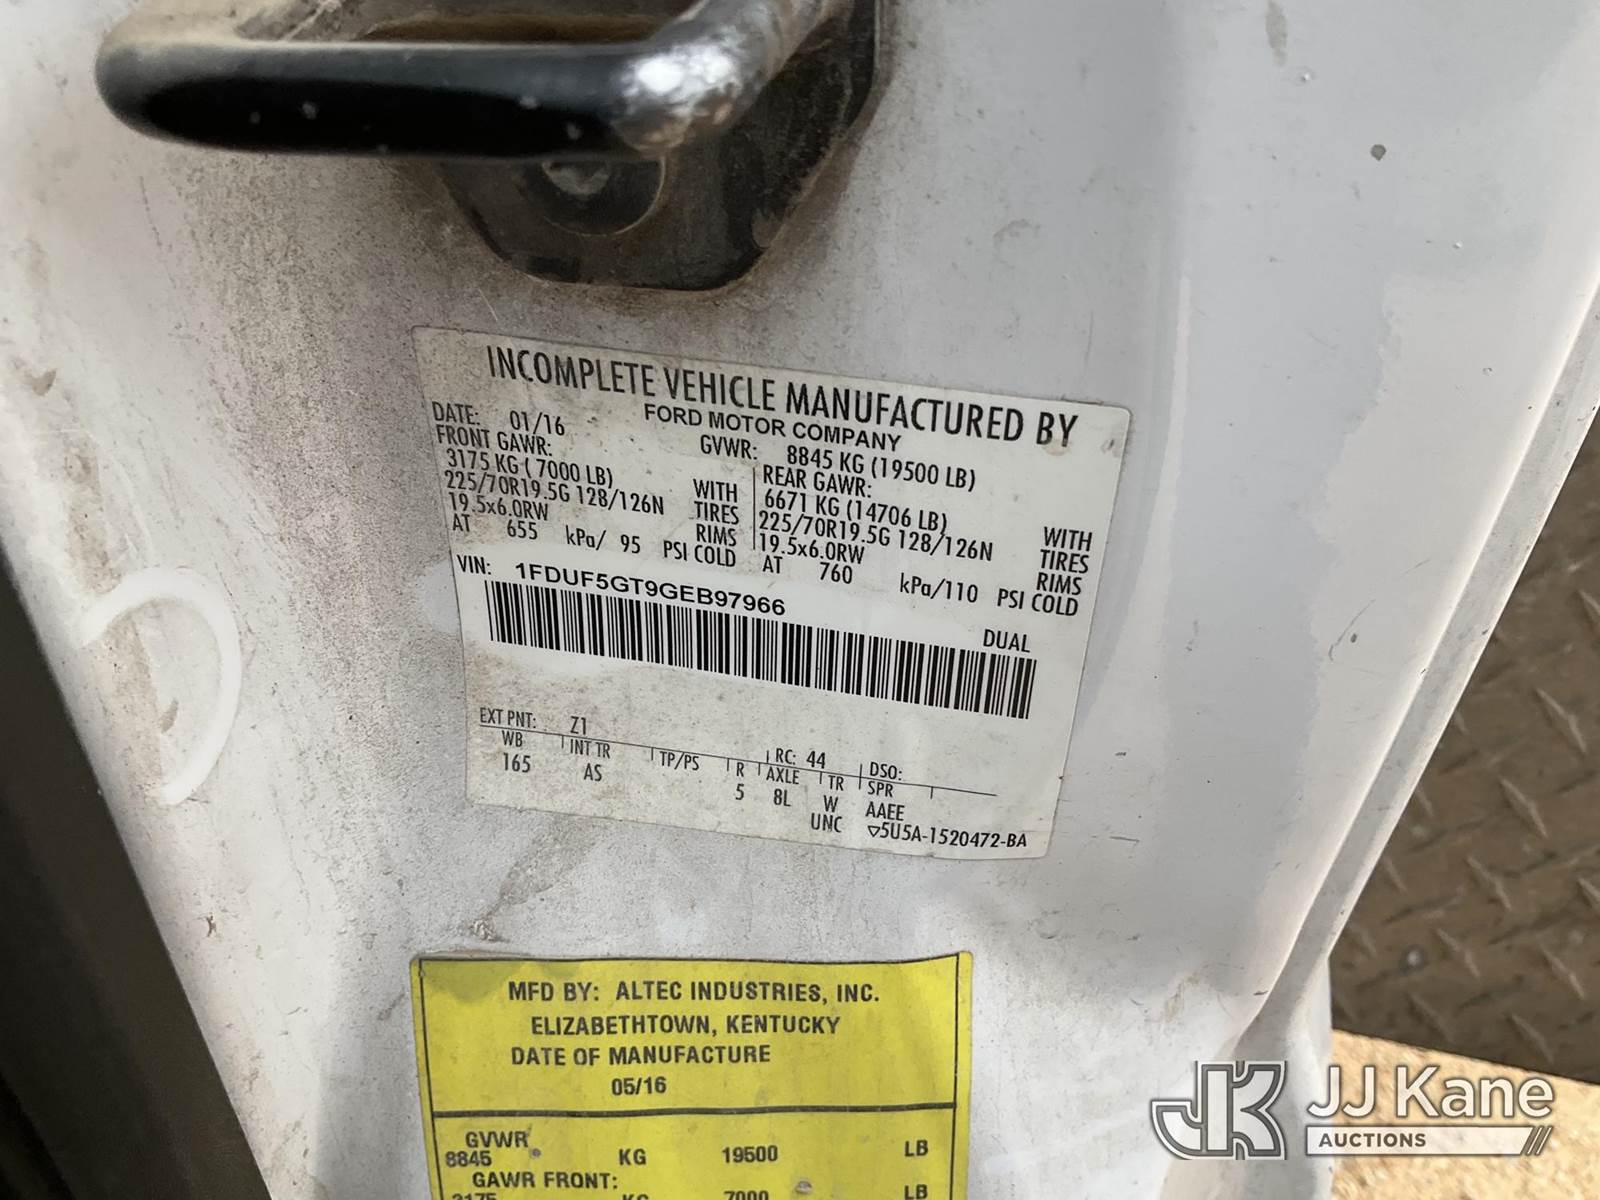 INCOMPLETE VEHICLE MANUFACTURED BY
FORD MOTOR COMPANY
DATE: 01/16 GVWR: 8845 KG (19500 LB)
FRONT GAWR: REAR GAWR:
3175 KG ( 7000 LB) WITH 6671 KG (14706 LB) WITH
225/70R19.5G 128/126N TIRES 225/70R19.5G 128/126N TIRES
19.5x6.0RW RIMS 19.5x6.0RW RIMS
AT 655 kPa/ 95 PSI COLD AT 760 kPa/110 PSI COLD
VIN: 1FDUF5GT9GEB97966
DUAL
EXT PNT: Z1 RC: 44 DSO:
WB INT TR TP/PS R AXLE TR SPR
165 AS 5 8L W AAEE
UNC ▽5U5A-1520472-BA
MFD BY: ALTEC INDUSTRIES, INC.
ELIZABETHTOWN, KENTUCKY
DATE OF MANUFACTURE
05/16
GVWR
8845 KG 19500 LB
GAWR FRONT:
3175 KG 7000 LB
JK JJ Kane
AUCTIONS